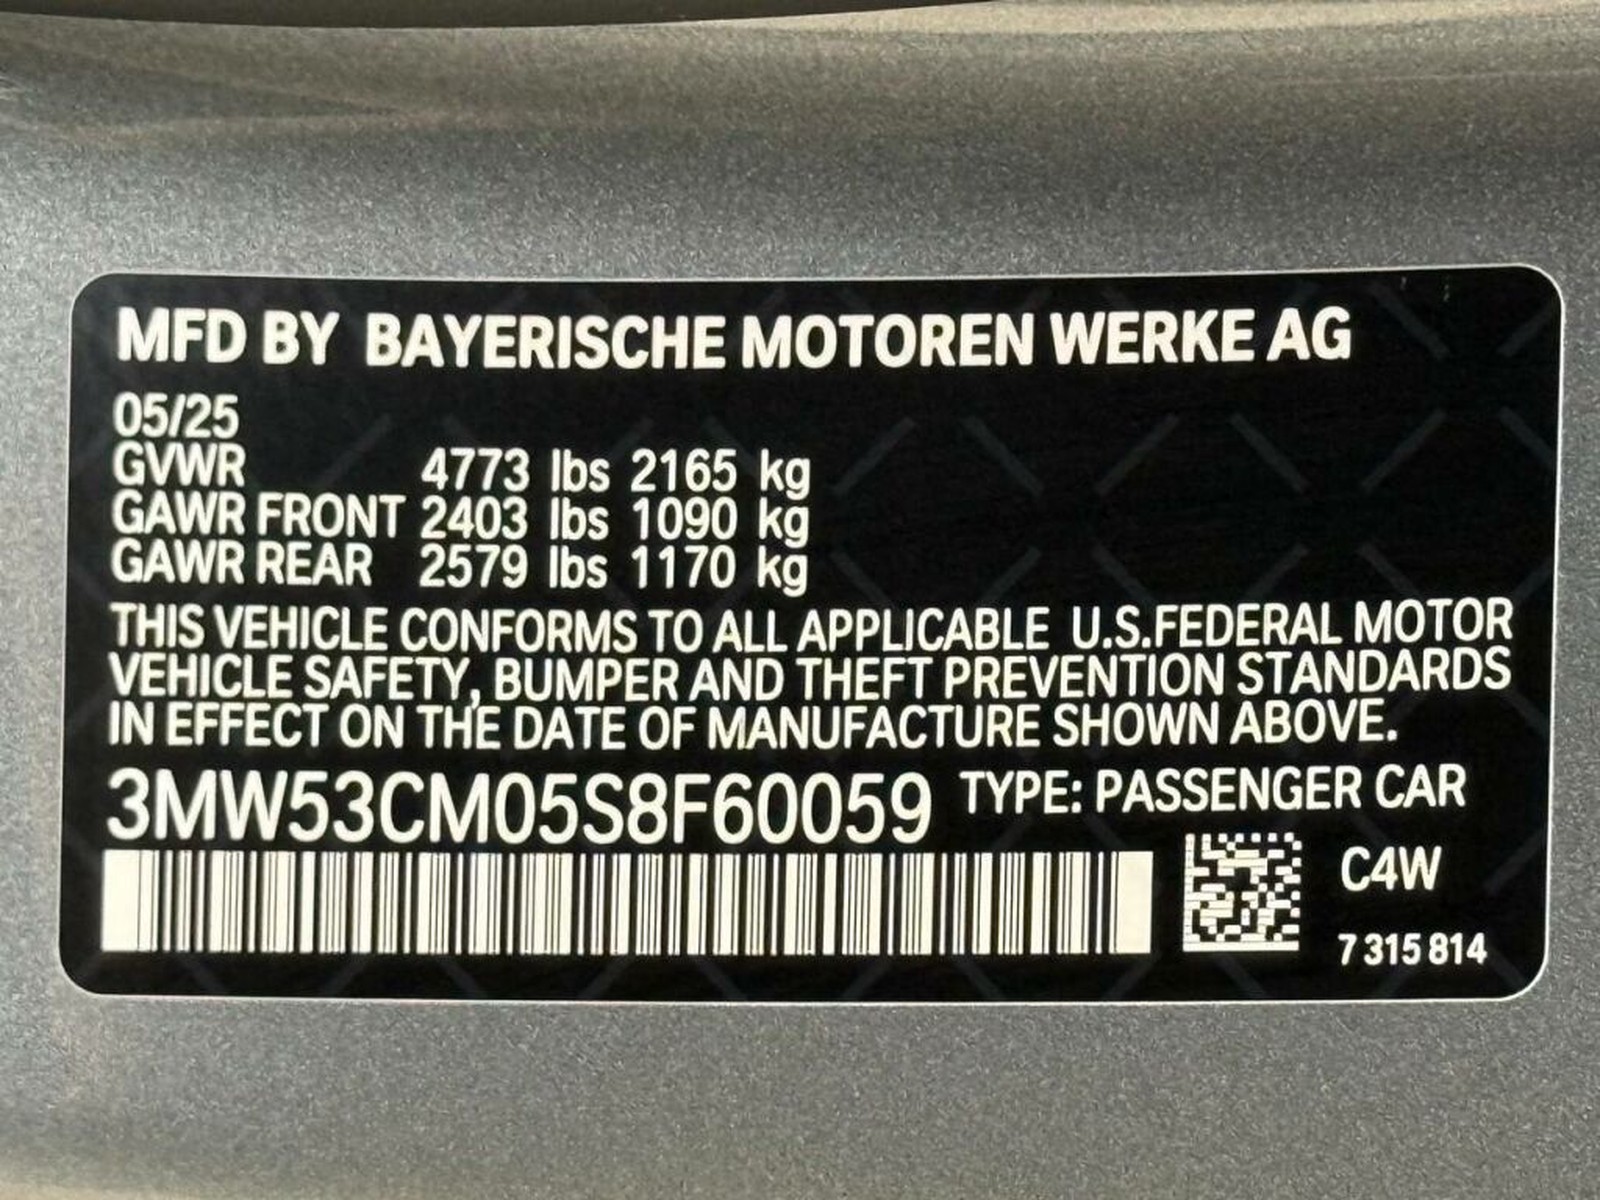 MFD BY BAYERISCHE MOTOREN WERKE AG
05/25
GVWR 4773 lbs 2165 kg
GAWR FRONT 2403 lbs 1090 kg
GAWR REAR 2579 lbs 1170 kg
THIS VEHICLE CONFORMS TO ALL APPLICABLE U.S.FEDERAL MOTOR
VEHICLE SAFETY, BUMPER AND THEFT PREVENTION STANDARDS
IN EFFECT ON THE DATE OF MANUFACTURE SHOWN ABOVE.
3MW53CM05S8F60059 TYPE: PASSENGER CAR
C4W
7 315 814